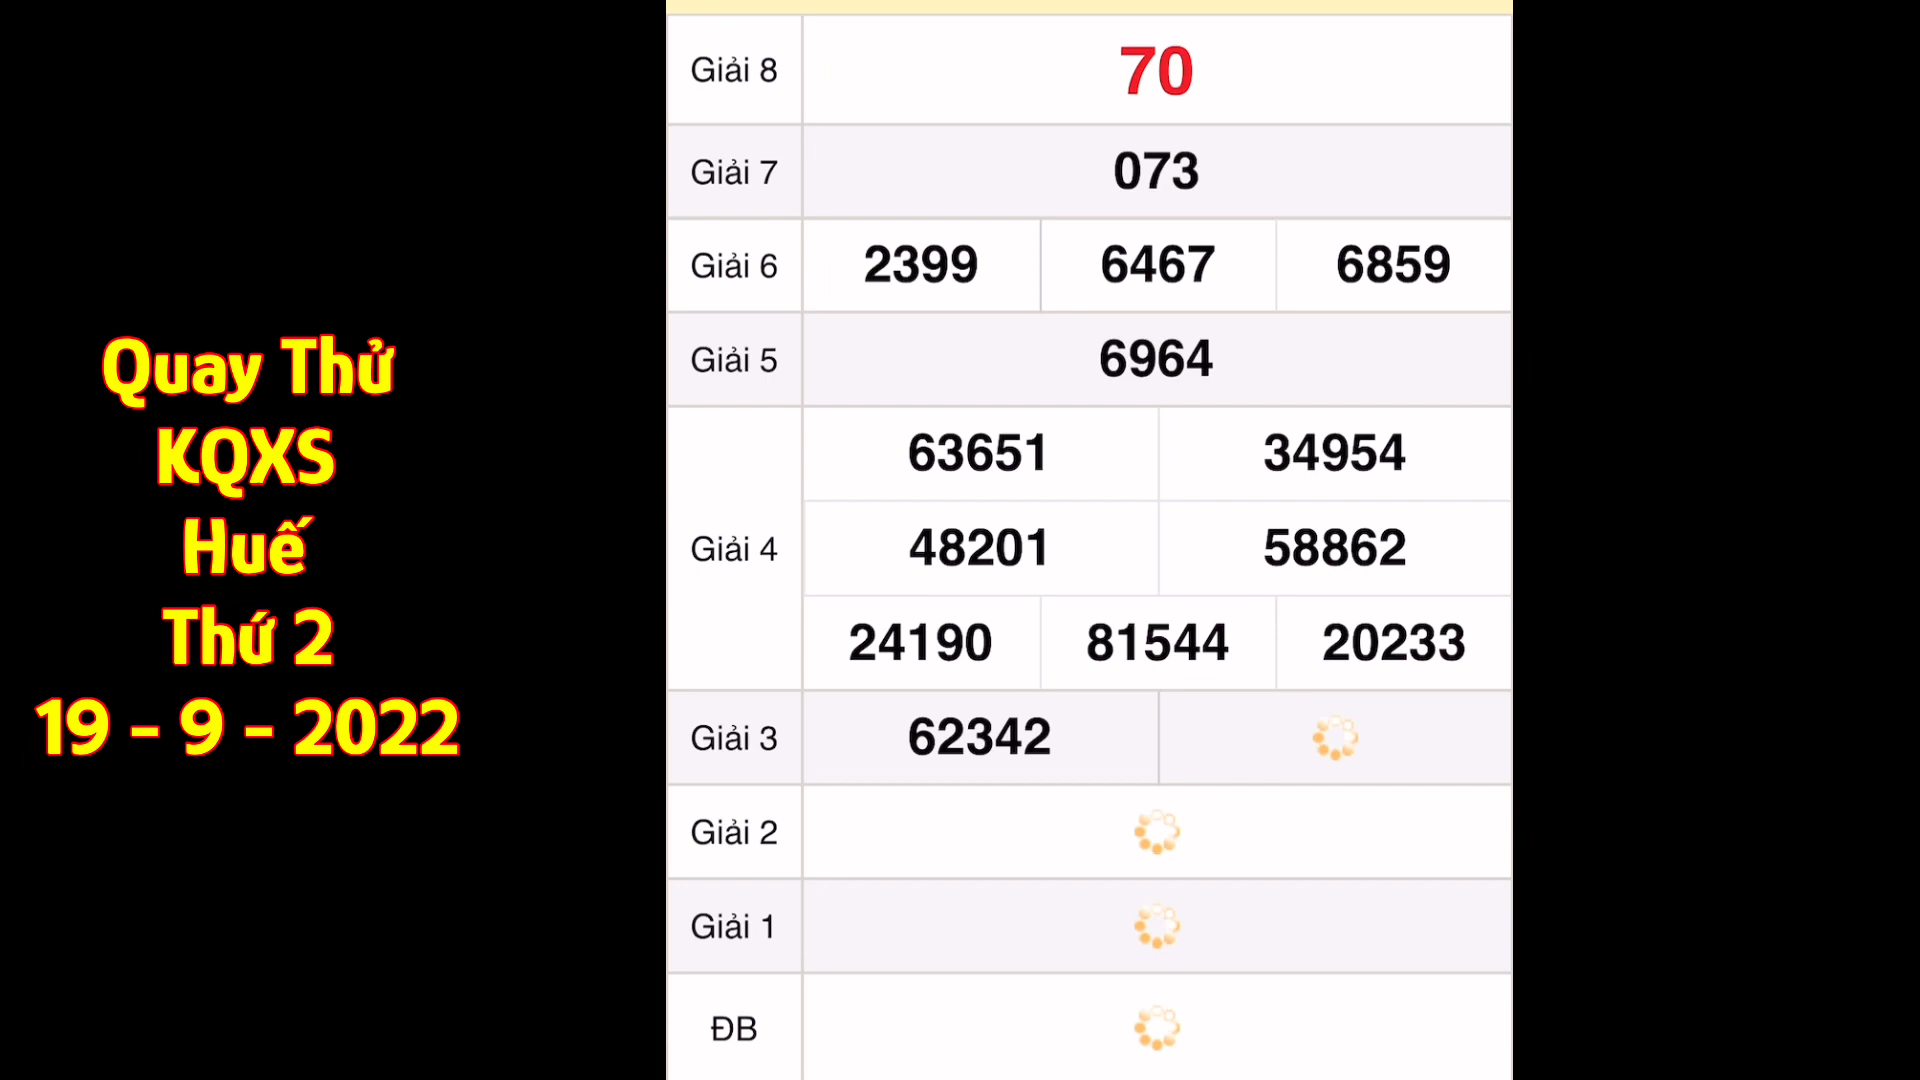 Quay Thử
KQXS
Huế
Thứ 2
19 - 9 - 2022
Giải 8 70
Giải 7 073
Giải 6 2399 6467 6859
Giải 5 6964
Giải 4
63651 34954
48201 58862
24190 81544 20233
Giải 3 62342
Giải 2
Giải 1
ĐB